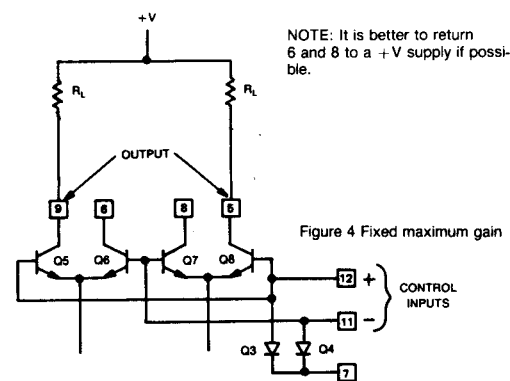 +V
NOTE: It is better to return
6 and 8 to a +V supply if possi-
ble.
RL
RL
OUTPUT
9
6
8
5
Figure 4 Fixed maximum gain
Q5
Q6
Q7
Q8
12 +
CONTROL
INPUTS
11 −
Q3
Q4
7